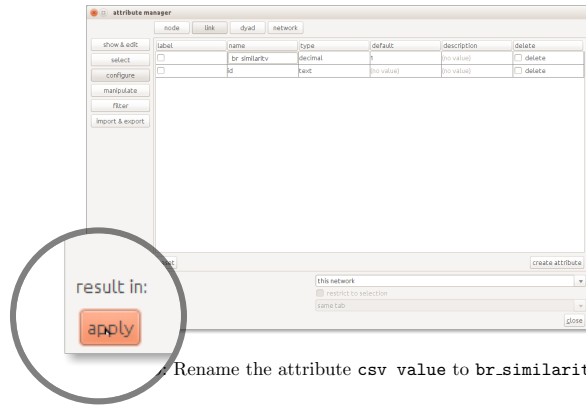 attribute manager
node link dyad network
show & edit
select
configure
manipulate
filter
import & export
label name type default description delete
br_similarity decimal 1 (no value) delete
id text (no value) (no value) delete
create attribute
this network
restrict to selection
same tab
close
result in:
apply
: Rename the attribute csv value to br_similarit